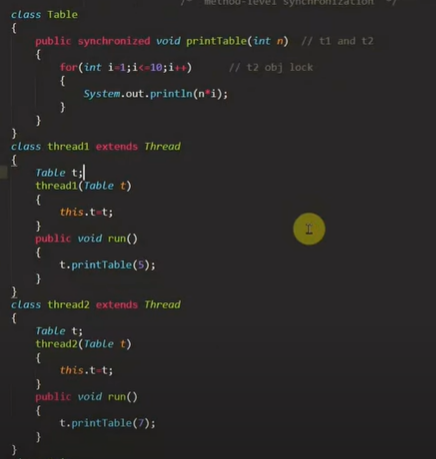 /* method-level synchronization */
class Table
{
public synchronized void printTable(int n) // t1 and t2
{
for(int i=1;i<=10;i++) // t2 obj lock
{
System.out.println(n*i);
}
}
}
class thread1 extends Thread
{
Table t;
thread1(Table t)
{
this.t=t;
}
public void run()
{
t.printTable(5);
}
}
class thread2 extends Thread
{
Table t;
thread2(Table t)
{
this.t=t;
}
public void run()
{
t.printTable(7);
}
}